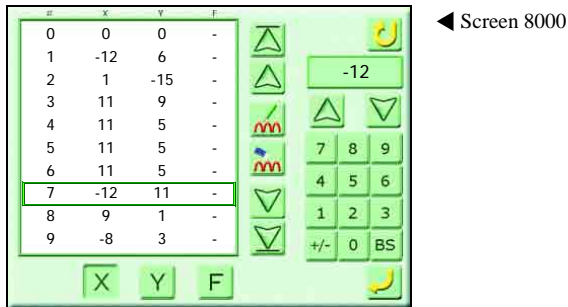 # X Y F
0 0 0 -
1 -12 6 -
2 1 -15 -
3 11 9 -
4 11 5 -
5 11 5 -
6 11 5 -
7 -12 11 -
8 9 1 -
9 -8 3 -
X Y F
-12
7 8 9
4 5 6
1 2 3
+/- 0 BS
◀ Screen 8000